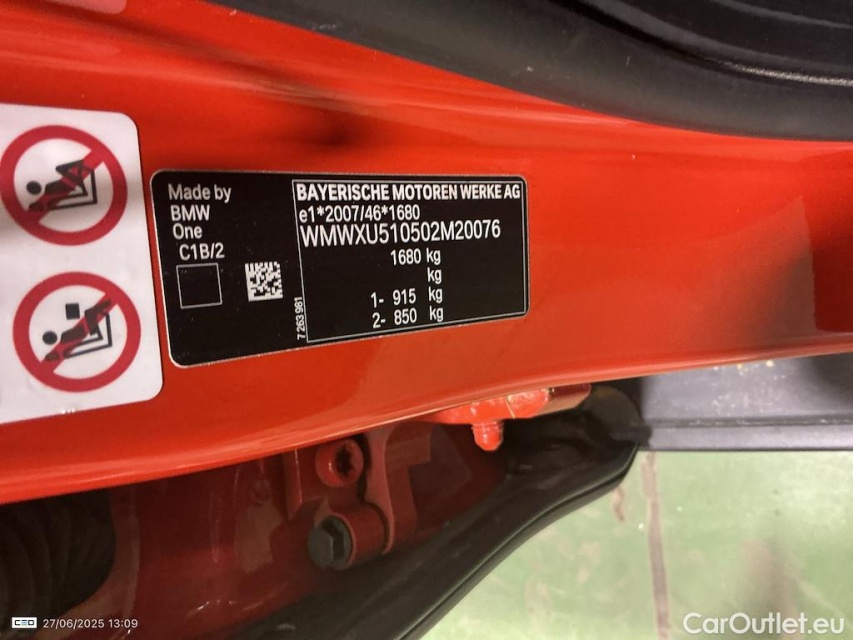 Made by
BMW
One
C1B/2
BAYERISCHE MOTOREN WERKE AG
e1*2007/46*1680
WMWXU510502M20076
1680 kg
kg
1- 915 kg
2- 850 kg
7 263 981
CEO 27/06/2025 13:09
CarOutlet.eu